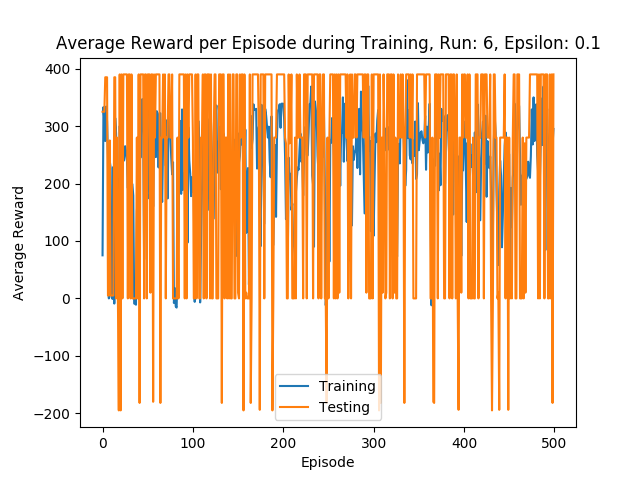 Average Reward per Episode during Training, Run: 6, Epsilon: 0.1
400
300
200
100
0
−100
−200
Average Reward
Training
Testing
0 100 200 300 400 500
Episode